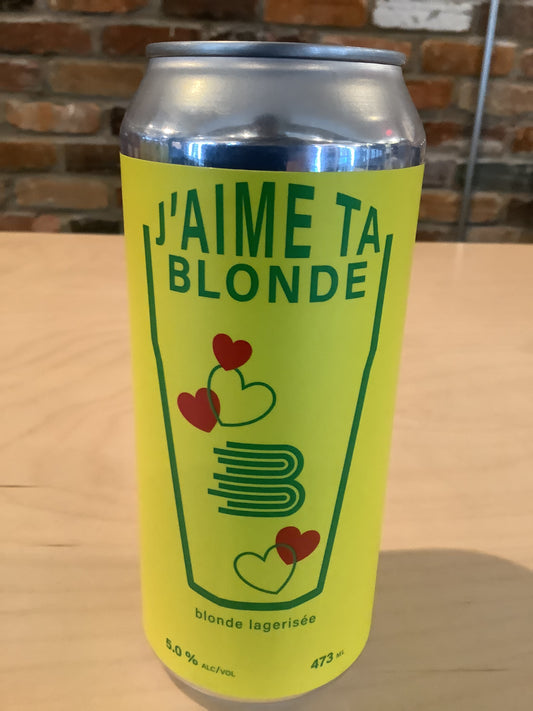 J'AIME TA
BLONDE
B
blonde lagerisée
5.0 % ALC/VOL
473 ML